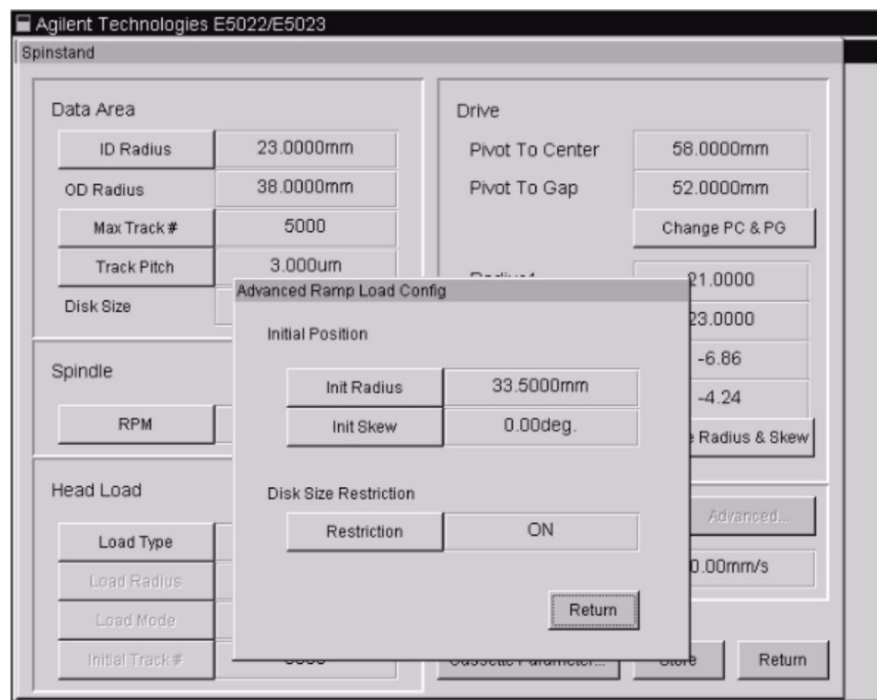 Agilent Technologies E5022/E5023
Spinstand
Data Area
ID Radius 23.0000mm
OD Radius 38.0000mm
Max Track # 5000
Track Pitch 3.000um
Disk Size
Spindle
RPM
Head Load
Load Type
Load Radius
Load Mode
Initial Track #
Drive
Pivot To Center 58.0000mm
Pivot To Gap 52.0000mm
Change PC & PG
21.0000
23.0000
-6.86
-4.24
Radius & Skew
Advanced...
0.00mm/s
Cassette Parameter... Store Return
Advanced Ramp Load Config
Initial Position
Init Radius 33.5000mm
Init Skew 0.00deg.
Disk Size Restriction
Restriction ON
Return